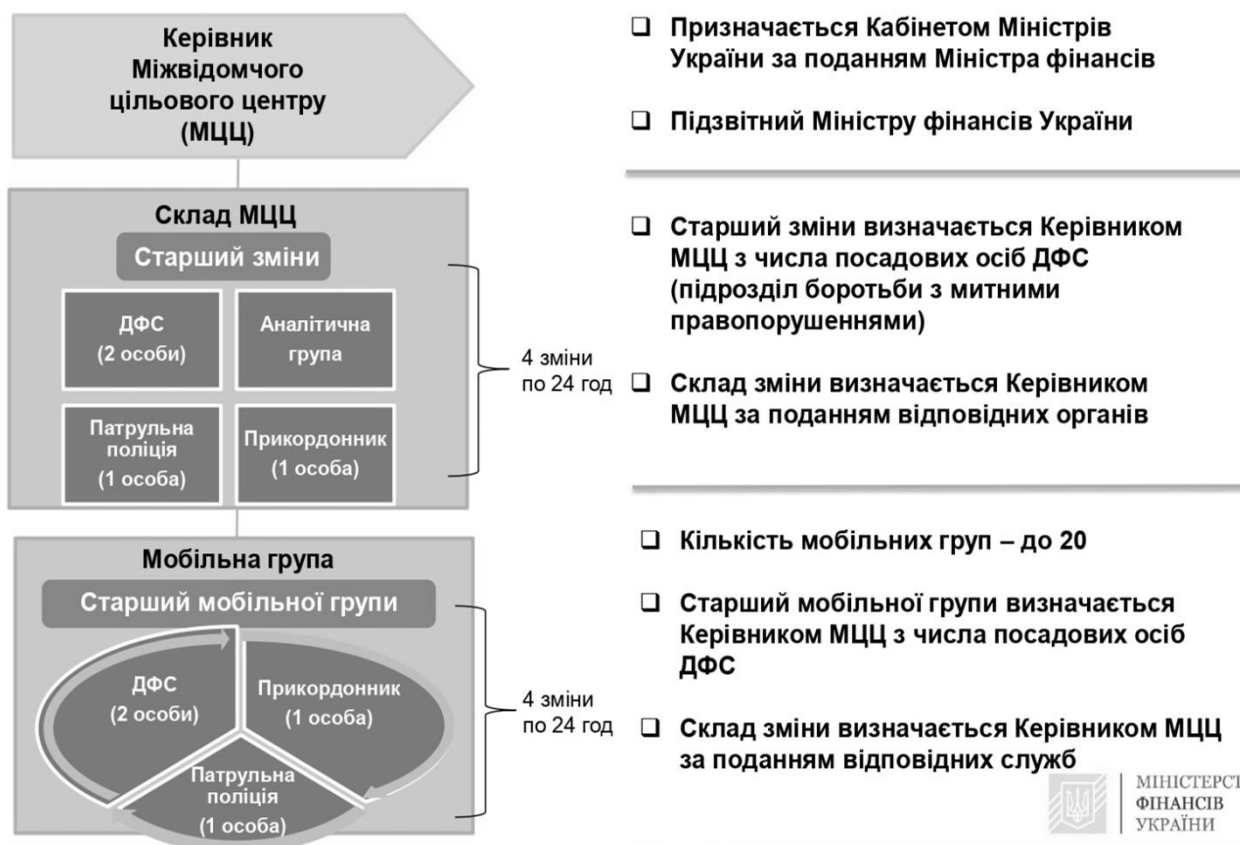 Керівник
Міжвідомчого
цільового центру
(МЦЦ)
❑ Призначається Кабінетом Міністрів
України за поданням Міністра фінансів
❑ Підзвітний Міністру фінансів України
Склад МЦЦ
Старший зміни
ДФС
(2 особи)
Аналітична
група
Патрульна
поліція
(1 особа)
Прикордонник
(1 особа)
4 зміни
по 24 год
❑ Старший зміни визначається Керівником
МЦЦ з числа посадових осіб ДФС
(підрозділ боротьби з митними
правопорушеннями)
❑ Склад зміни визначається Керівником
МЦЦ за поданням відповідних органів
Мобільна група
Старший мобільної групи
ДФС
(2 особи)
Прикордонник
(1 особа)
Патрульна
поліція
(1 особа)
4 зміни
по 24 год
❑ Кількість мобільних груп – до 20
❑ Старший мобільної групи визначається
Керівником МЦЦ з числа посадових осіб
ДФС
❑ Склад зміни визначається Керівником МЦЦ
за поданням відповідних служб
МІНІСТЕРСТ
ФІНАНСІВ
УКРАЇНИ